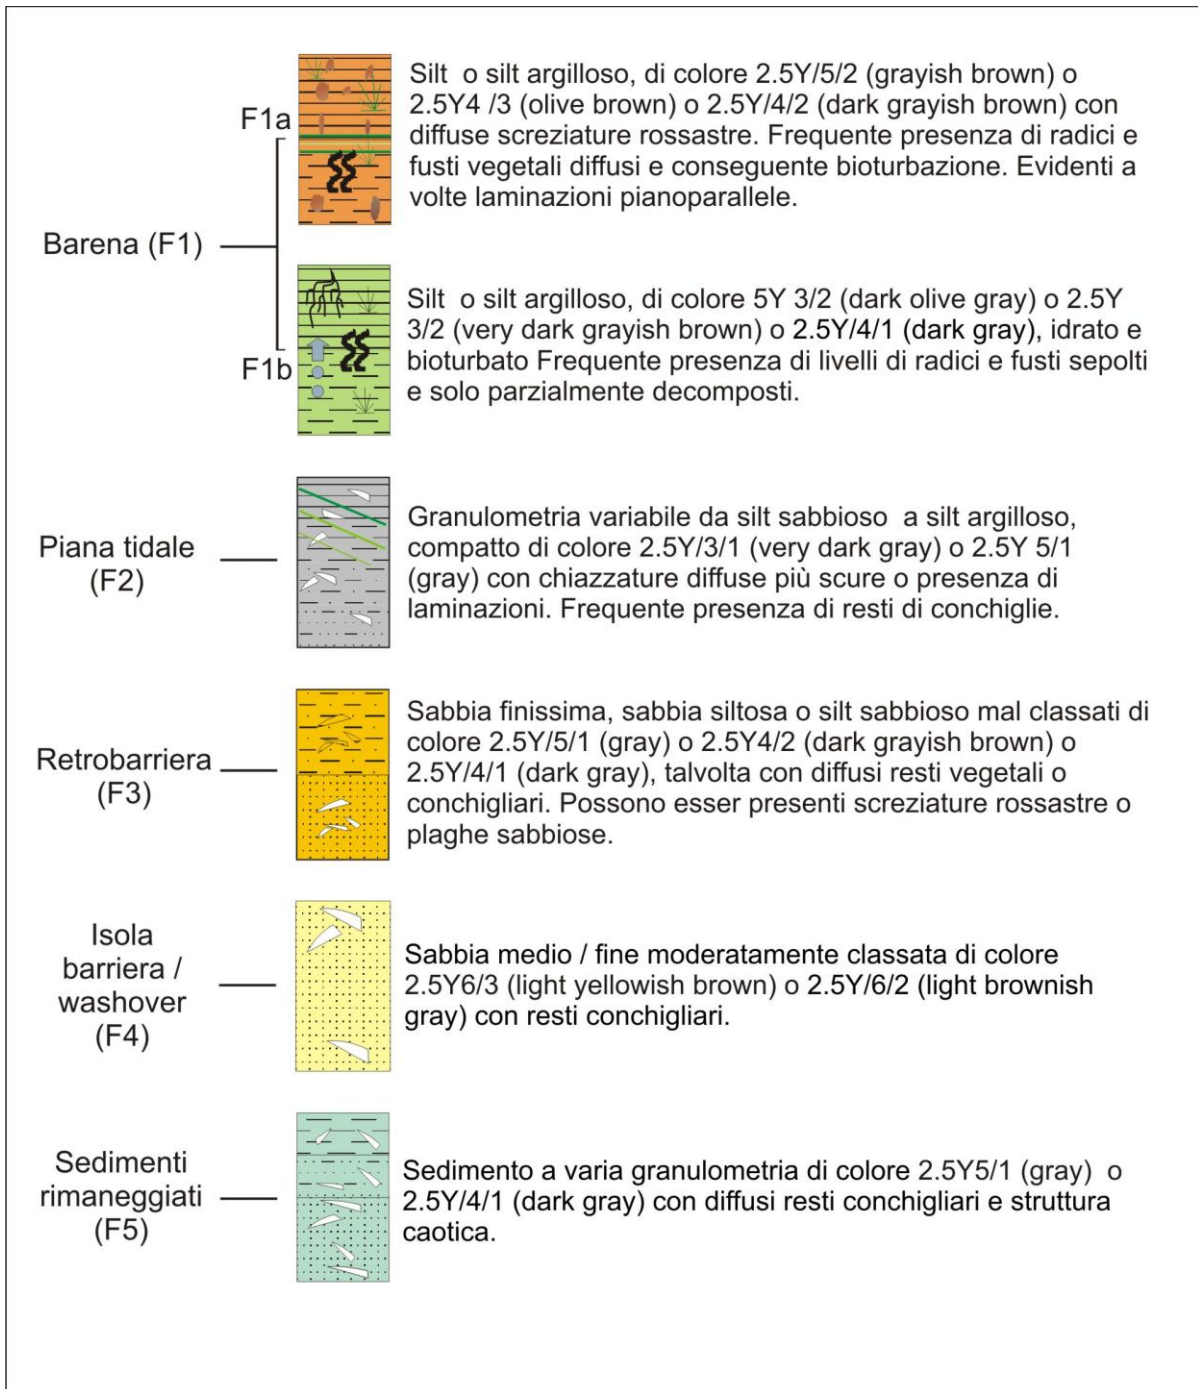 F1a
Silt o silt argilloso, di colore 2.5Y/5/2 (grayish brown) o
2.5Y4 /3 (olive brown) o 2.5Y/4/2 (dark grayish brown) con
diffuse screziature rossastre. Frequente presenza di radici e
fusti vegetali diffusi e conseguente bioturbazione. Evidenti a
volte laminazioni pianoparallele.
Barena (F1)
F1b
Silt o silt argilloso, di colore 5Y 3/2 (dark olive gray) o 2.5Y
3/2 (very dark grayish brown) o 2.5Y/4/1 (dark gray), idrato e
bioturbato Frequente presenza di livelli di radici e fusti sepolti
e solo parzialmente decomposti.
Piana tidale
(F2)
Granulometria variabile da silt sabbioso a silt argilloso,
compatto di colore 2.5Y/3/1 (very dark gray) o 2.5Y 5/1
(gray) con chiazzature diffuse più scure o presenza di
laminazioni. Frequente presenza di resti di conchiglie.
Retrobarriera
(F3)
Sabbia finissima, sabbia siltosa o silt sabbioso mal classati di
colore 2.5Y/5/1 (gray) o 2.5Y4/2 (dark grayish brown) o
2.5Y/4/1 (dark gray), talvolta con diffusi resti vegetali o
conchigliari. Possono esser presenti screziature rossastre o
plaghe sabbiose.
Isola
barriera /
washover
(F4)
Sabbia medio / fine moderatamente classata di colore
2.5Y6/3 (light yellowish brown) o 2.5Y/6/2 (light brownish
gray) con resti conchigliari.
Sedimenti
rimaneggiati
(F5)
Sedimento a varia granulometria di colore 2.5Y5/1 (gray) o
2.5Y/4/1 (dark gray) con diffusi resti conchigliari e struttura
caotica.